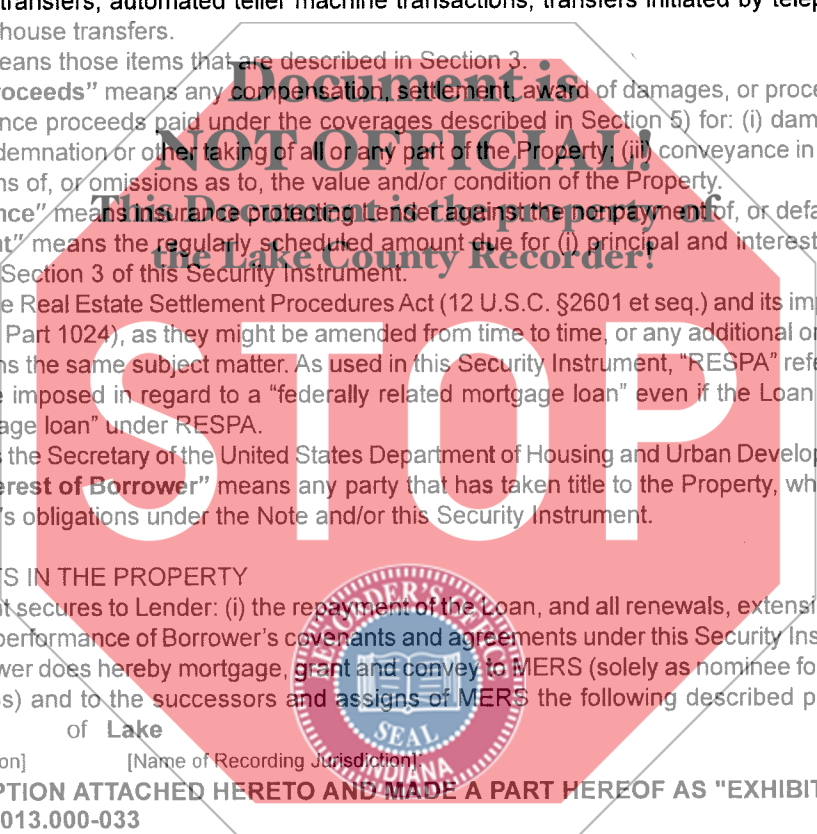 transfers, automated teller machine transactions, transfers initiated by telep
house transfers.
eans those items that are described in Section 3.
roceeds" means any compensation, settlement, award of damages, or proce
nce proceeds paid under the coverages described in Section 5) for: (i) dam
demnation or other taking of all or any part of the Property; (iii) conveyance in
ns of, or omissions as to, the value and/or condition of the Property.
nce" means insurance protecting Lender against the nonpayment of, or defa
nt" means the regularly scheduled amount due for (i) principal and interest
Section 3 of this Security Instrument.
e Real Estate Settlement Procedures Act (12 U.S.C. §2601 et seq.) and its imp
Part 1024), as they might be amended from time to time, or any additional or
ns the same subject matter. As used in this Security Instrument, "RESPA" refe
e imposed in regard to a "federally related mortgage loan" even if the Loan
age loan" under RESPA.
s the Secretary of the United States Department of Housing and Urban Develop
erest of Borrower" means any party that has taken title to the Property, wh
's obligations under the Note and/or this Security Instrument.
TS IN THE PROPERTY
nt secures to Lender: (i) the repayment of the Loan, and all renewals, extensi
performance of Borrower's covenants and agreements under this Security Ins
wer does hereby mortgage, grant and convey to MERS (solely as nominee fo
s) and to the successors and assigns of MERS the following described p
of Lake
on] [Name of Recording Jurisdiction]:
PTION ATTACHED HERETO AND MADE A PART HEREOF AS "EXHIBIT
013.000-033
Document is
NOT OFFICIAL!
This Document is the property of
the Lake County Recorder!
STOP
RECORDER'S OFFICE
SEAL
INDIANA